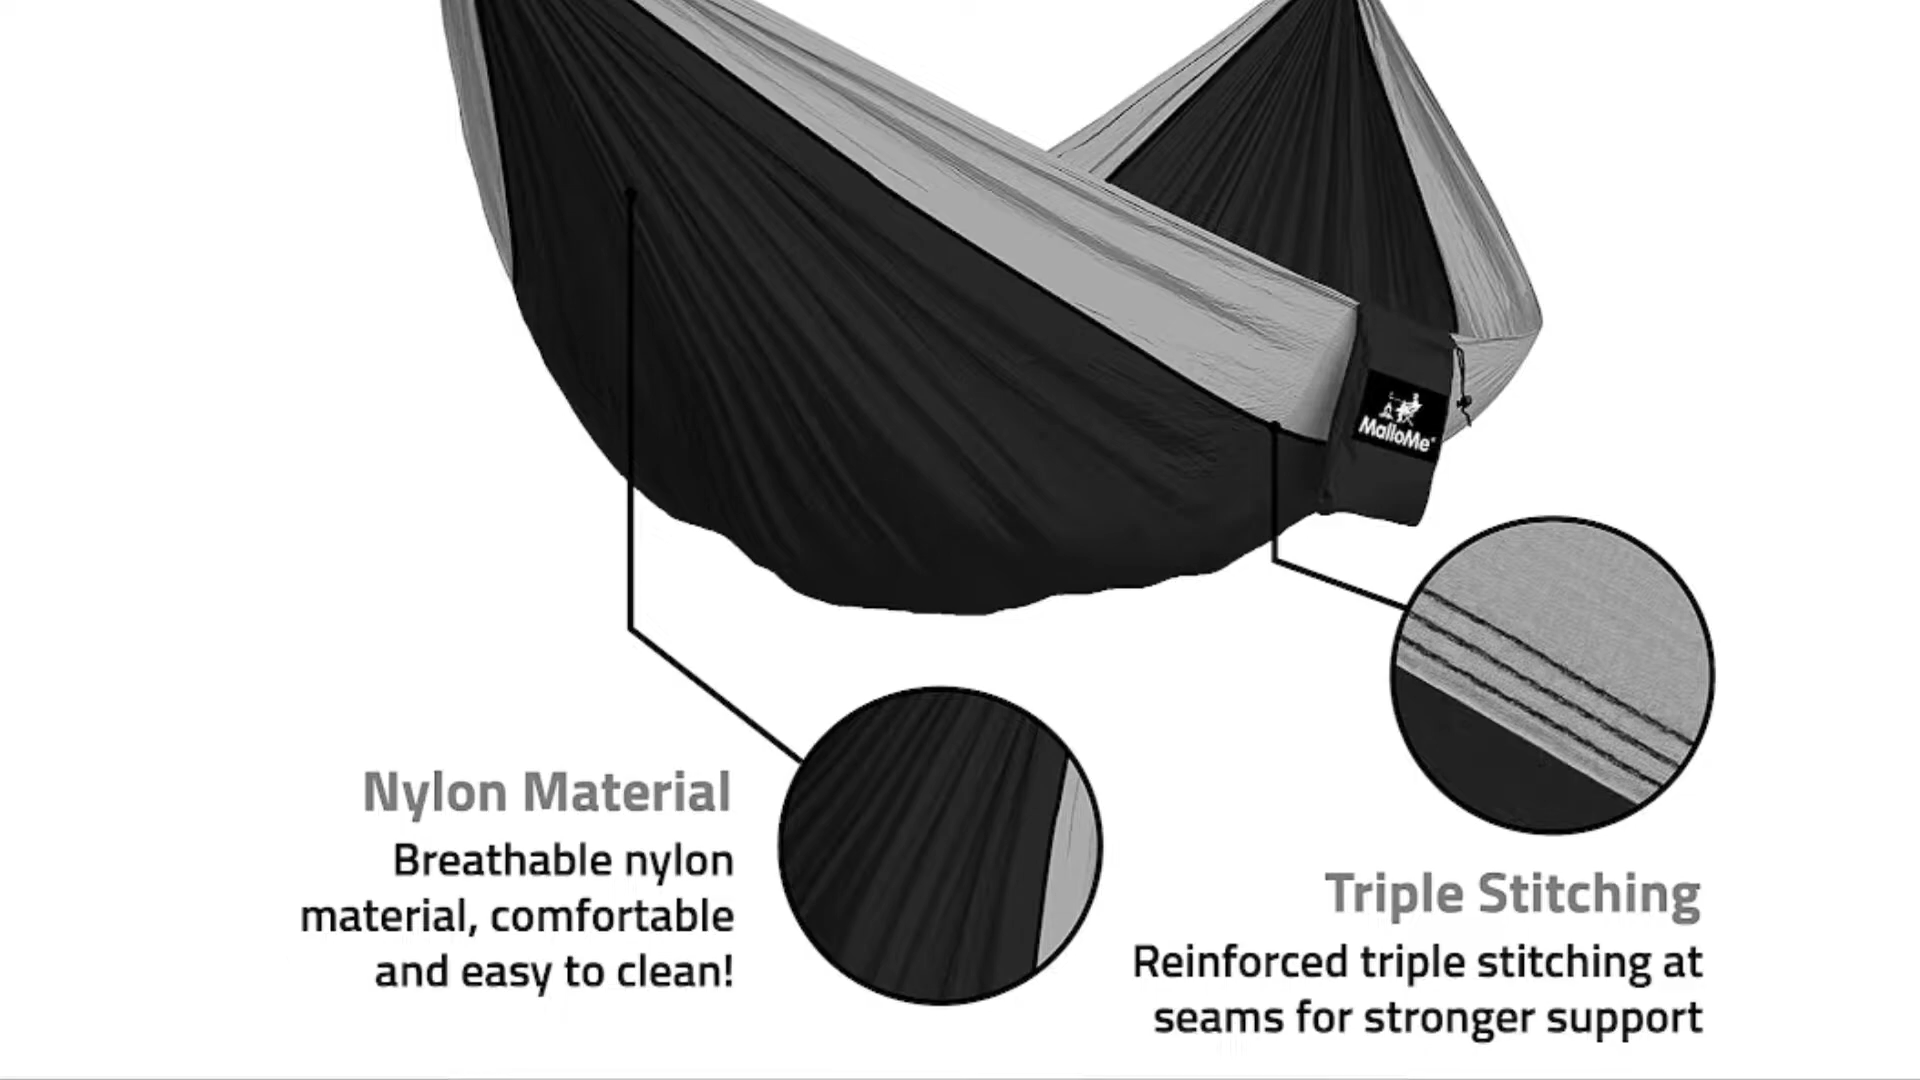 MalloMe
Nylon Material
Breathable nylon
material, comfortable
and easy to clean!
Triple Stitching
Reinforced triple stitching at
seams for stronger support